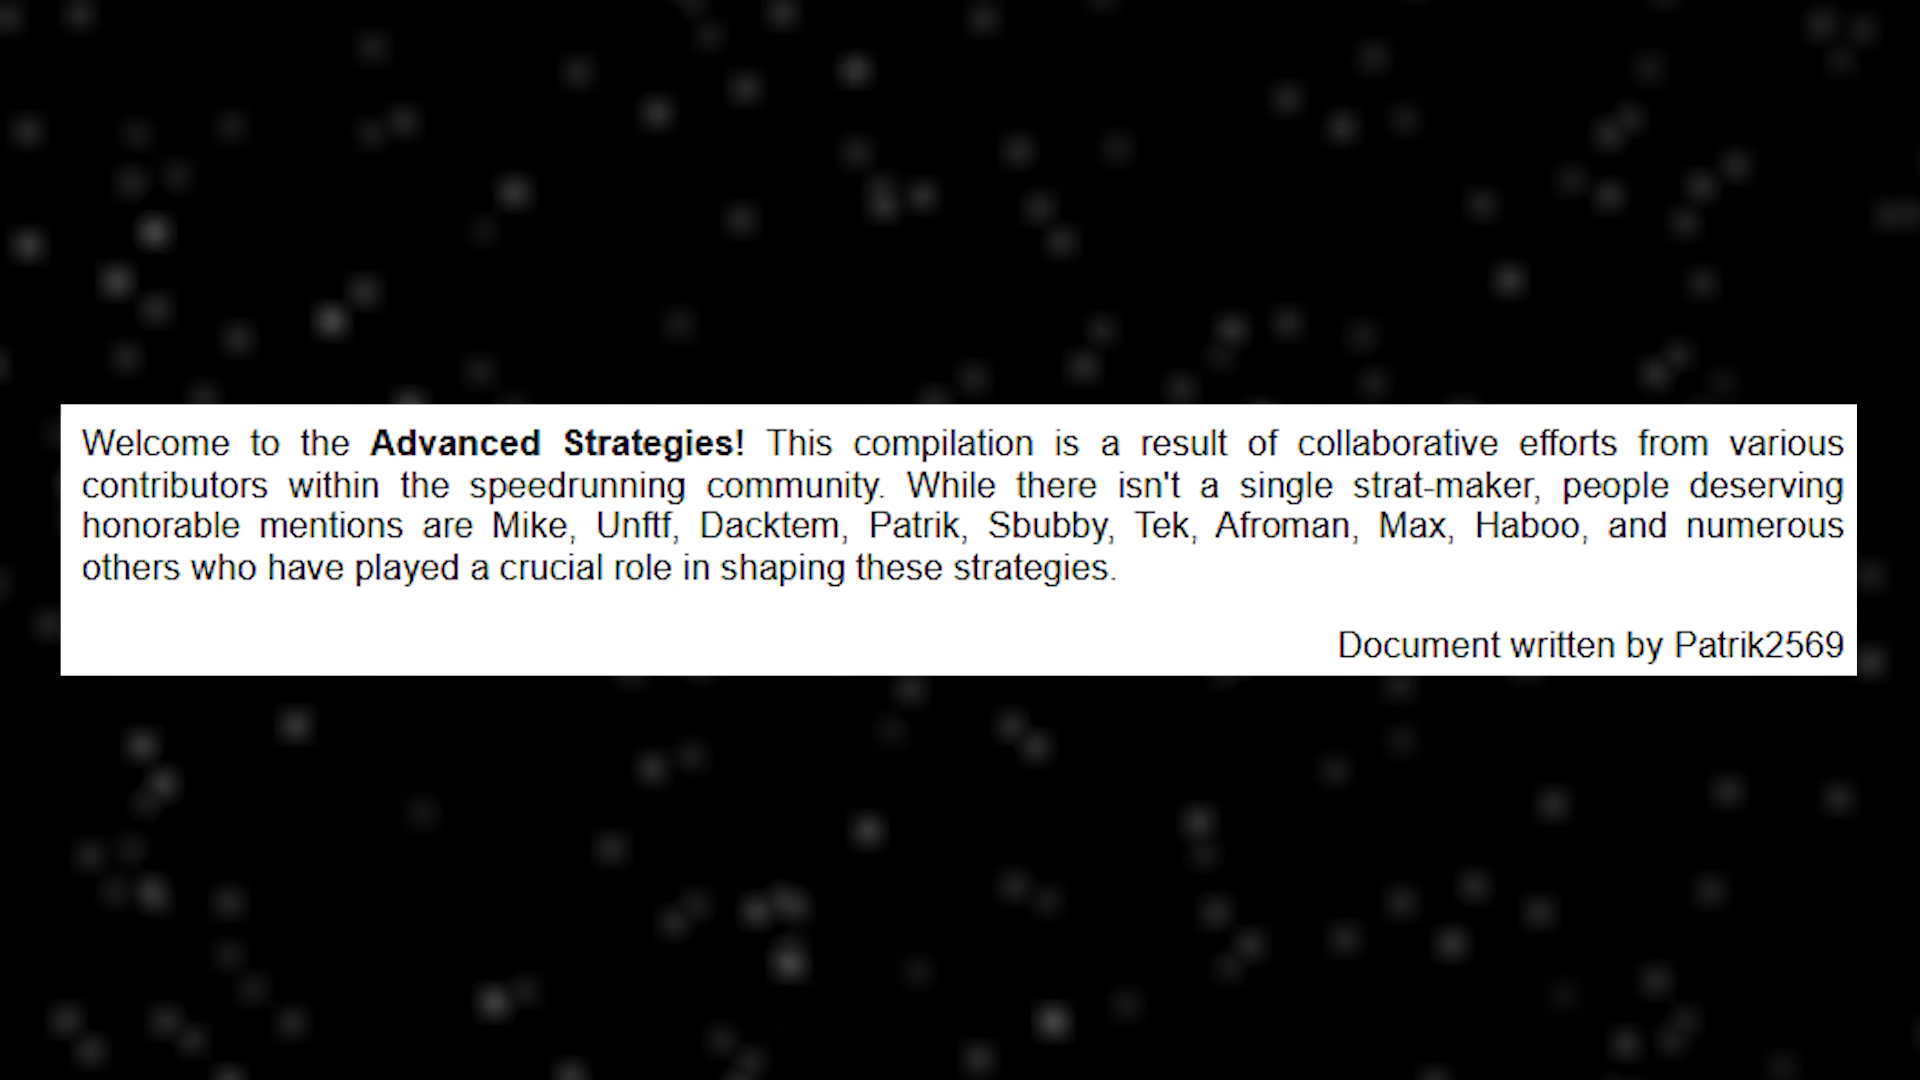 Welcome to the Advanced Strategies! This compilation is a result of collaborative efforts from various
contributors within the speedrunning community. While there isn't a single strat-maker, people deserving
honorable mentions are Mike, Unftf, Dacktem, Patrik, Sbubby, Tek, Afroman, Max, Haboo, and numerous
others who have played a crucial role in shaping these strategies.
Document written by Patrik2569